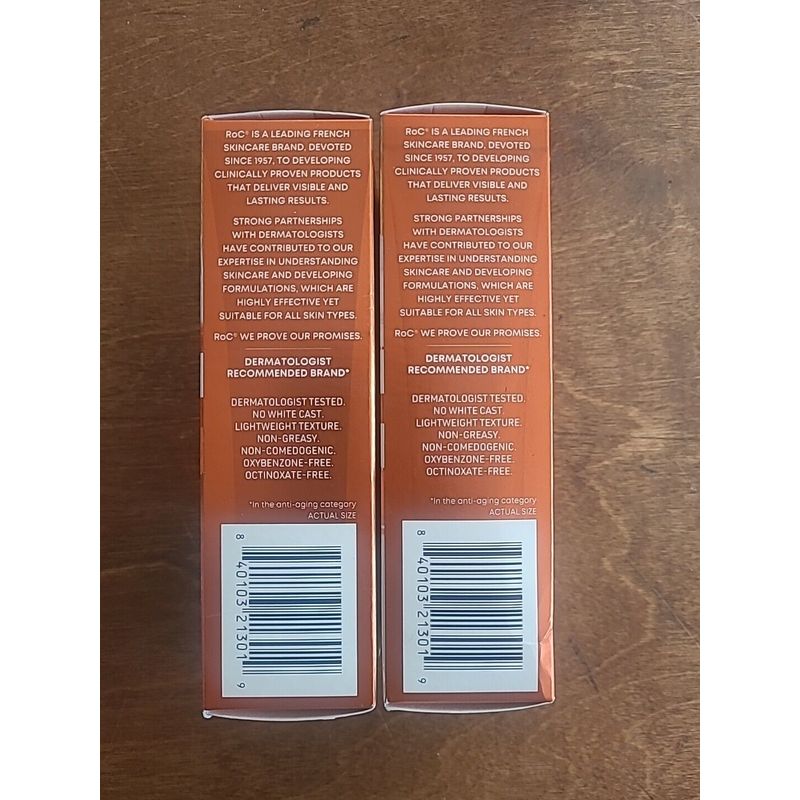 RoC® IS A LEADING FRENCH
SKINCARE BRAND, DEVOTED
SINCE 1957, TO DEVELOPING
CLINICALLY PROVEN PRODUCTS
THAT DELIVER VISIBLE AND
LASTING RESULTS.
STRONG PARTNERSHIPS
WITH DERMATOLOGISTS
HAVE CONTRIBUTED TO OUR
EXPERTISE IN UNDERSTANDING
SKINCARE AND DEVELOPING
FORMULATIONS, WHICH ARE
HIGHLY EFFECTIVE YET
SUITABLE FOR ALL SKIN TYPES.
RoC® WE PROVE OUR PROMISES.
DERMATOLOGIST
RECOMMENDED BRAND*
DERMATOLOGIST TESTED.
NO WHITE CAST.
LIGHTWEIGHT TEXTURE.
NON-GREASY.
NON-COMEDOGENIC.
OXYBENZONE-FREE.
OCTINOXATE-FREE.
*In the anti-aging category
ACTUAL SIZE
8 40103 21301 9
RoC® IS A LEADING FRENCH
SKINCARE BRAND, DEVOTED
SINCE 1957, TO DEVELOPING
CLINICALLY PROVEN PRODUCTS
THAT DELIVER VISIBLE AND
LASTING RESULTS.
STRONG PARTNERSHIPS
WITH DERMATOLOGISTS
HAVE CONTRIBUTED TO OUR
EXPERTISE IN UNDERSTANDING
SKINCARE AND DEVELOPING
FORMULATIONS, WHICH ARE
HIGHLY EFFECTIVE YET
SUITABLE FOR ALL SKIN TYPES.
RoC® WE PROVE OUR PROMISES.
DERMATOLOGIST
RECOMMENDED BRAND*
DERMATOLOGIST TESTED.
NO WHITE CAST.
LIGHTWEIGHT TEXTURE.
NON-GREASY.
NON-COMEDOGENIC.
OXYBENZONE-FREE.
OCTINOXATE-FREE.
*In the anti-aging category
ACTUAL SIZE
8 40103 21301 9